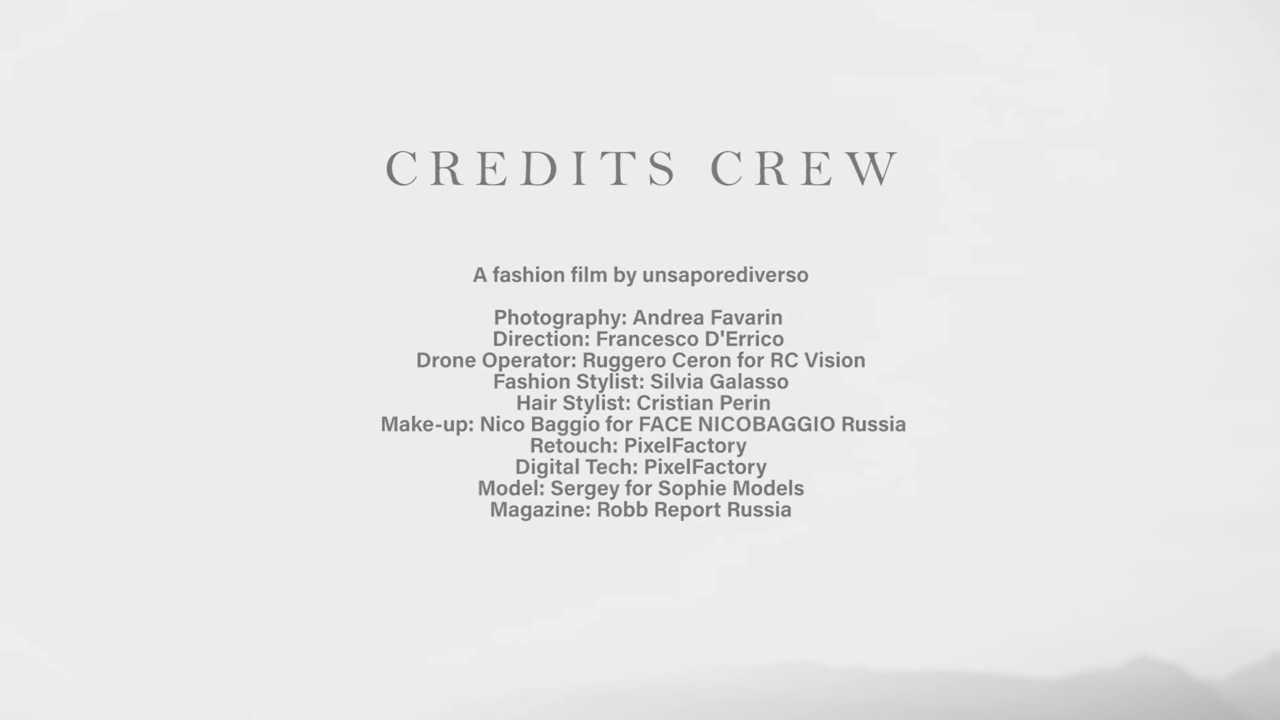 CREDITS CREW
A fashion film by unsaporediverso
Photography: Andrea Favarin
Direction: Francesco D'Errico
Drone Operator: Ruggero Ceron for RC Vision
Fashion Stylist: Silvia Galasso
Hair Stylist: Cristian Perin
Make-up: Nico Baggio for FACE NICOBAGGIO Russia
Retouch: PixelFactory
Digital Tech: PixelFactory
Model: Sergey for Sophie Models
Magazine: Robb Report Russia